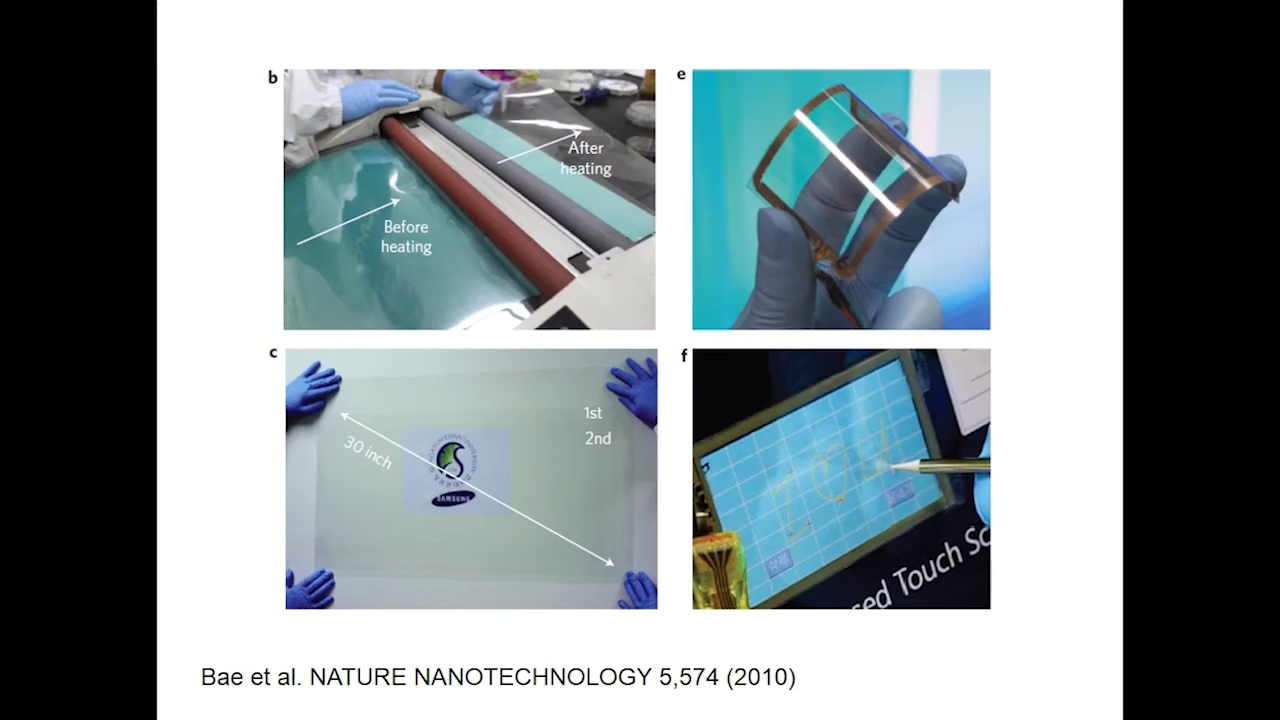 b
After
heating
Before
heating
e
c
1st
2nd
30 inch
SAMSUNG
f
sed Touch Sc
Bae et al. NATURE NANOTECHNOLOGY 5,574 (2010)